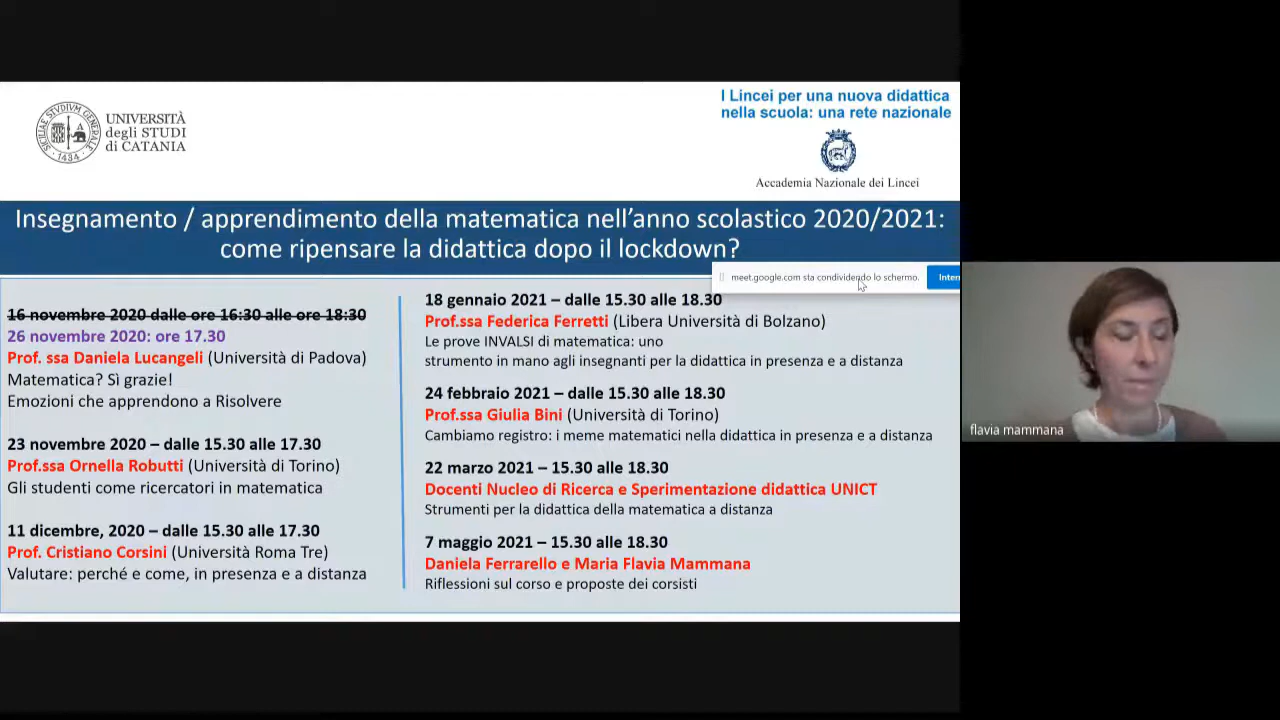 UNIVERSITÀ
degli STUDI
di CATANIA
1434
I Lincei per una nuova didattica
nella scuola: una rete nazionale
Accademia Nazionale dei Lincei
Insegnamento / apprendimento della matematica nell'anno scolastico 2020/2021:
come ripensare la didattica dopo il lockdown?
meet.google.com sta condividendo lo schermo.
16 novembre 2020 dalle ore 16:30 alle ore 18:30
26 novembre 2020: ore 17.30
Prof. ssa Daniela Lucangeli (Università di Padova)
Matematica? Sì grazie!
Emozioni che apprendono a Risolvere
23 novembre 2020 – dalle 15.30 alle 17.30
Prof.ssa Ornella Robutti (Università di Torino)
Gli studenti come ricercatori in matematica
11 dicembre, 2020 – dalle 15.30 alle 17.30
Prof. Cristiano Corsini (Università Roma Tre)
Valutare: perché e come, in presenza e a distanza
18 gennaio 2021 – dalle 15.30 alle 18.30
Prof.ssa Federica Ferretti (Libera Università di Bolzano)
Le prove INVALSI di matematica: uno
strumento in mano agli insegnanti per la didattica in presenza e a distanza
24 febbraio 2021 – dalle 15.30 alle 18.30
Prof.ssa Giulia Bini (Università di Torino)
Cambiamo registro: i meme matematici nella didattica in presenza e a distanza
22 marzo 2021 – 15.30 alle 18.30
Docenti Nucleo di Ricerca e Sperimentazione didattica UNICT
Strumenti per la didattica della matematica a distanza
7 maggio 2021 – 15.30 alle 18.30
Daniela Ferrarello e Maria Flavia Mammana
Riflessioni sul corso e proposte dei corsisti
flavia mammana